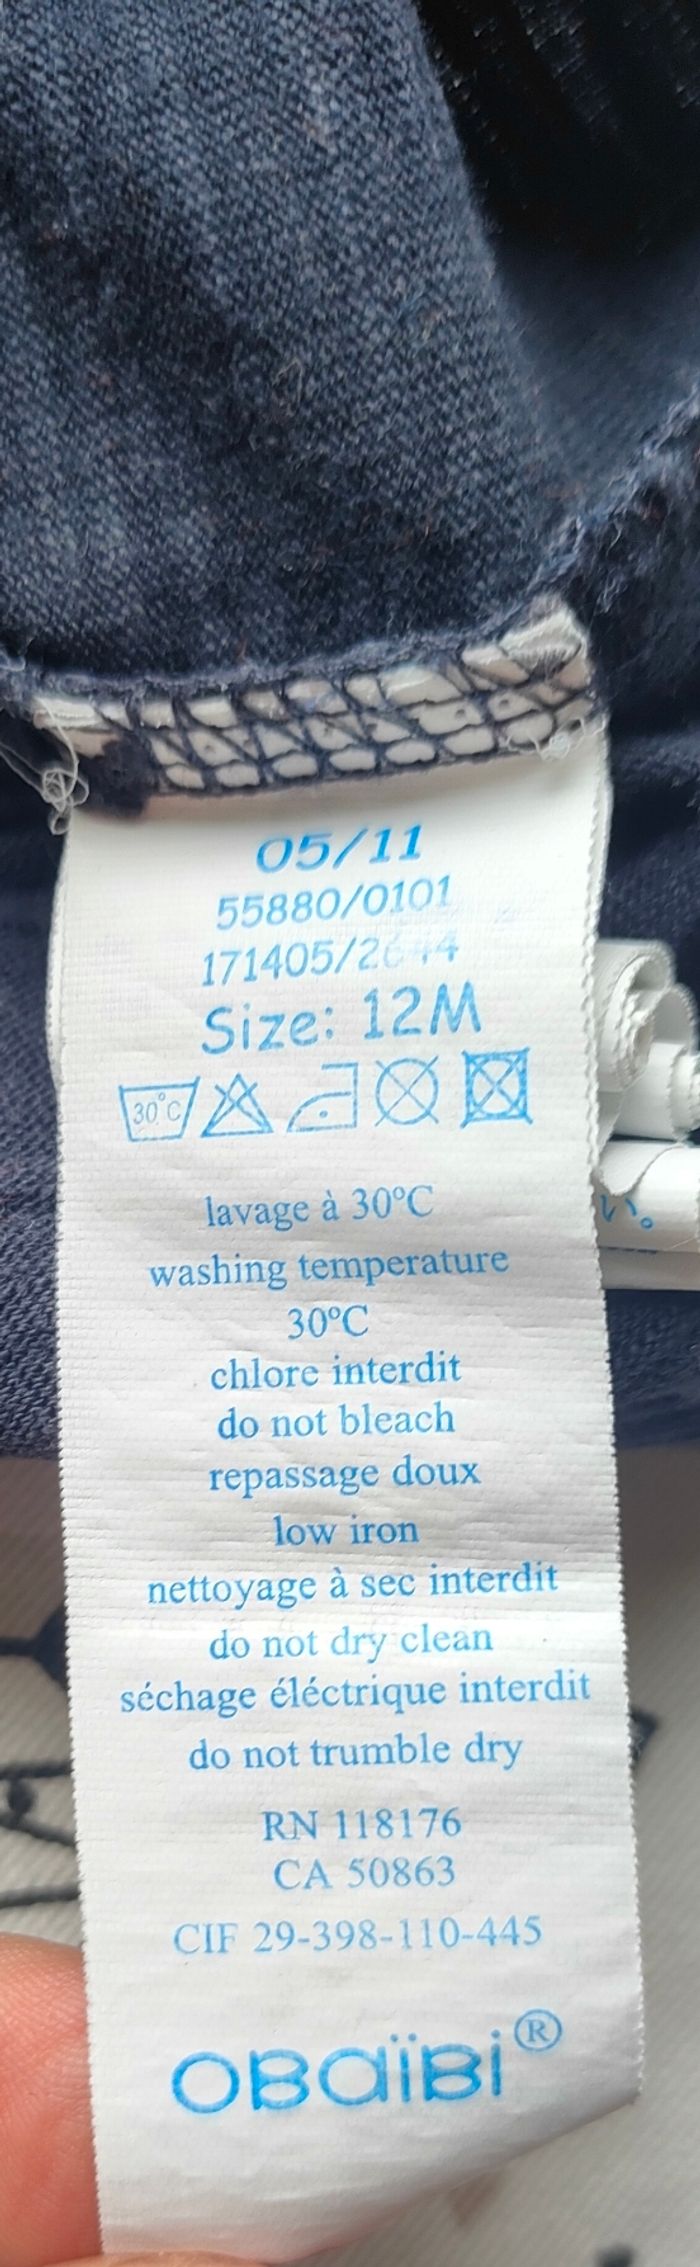 05/11
55880/0101
Size: 12M
30°C
lavage à 30°C
washing temperature
30°C
chlore interdit
do not bleach
repassage doux
low iron
nettoyage à sec interdit
do not dry clean
séchage éléctrique interdit
do not trumble dry
RN 118176
CA 50863
CIF 29-398-110-445
OBaïBi®
い。